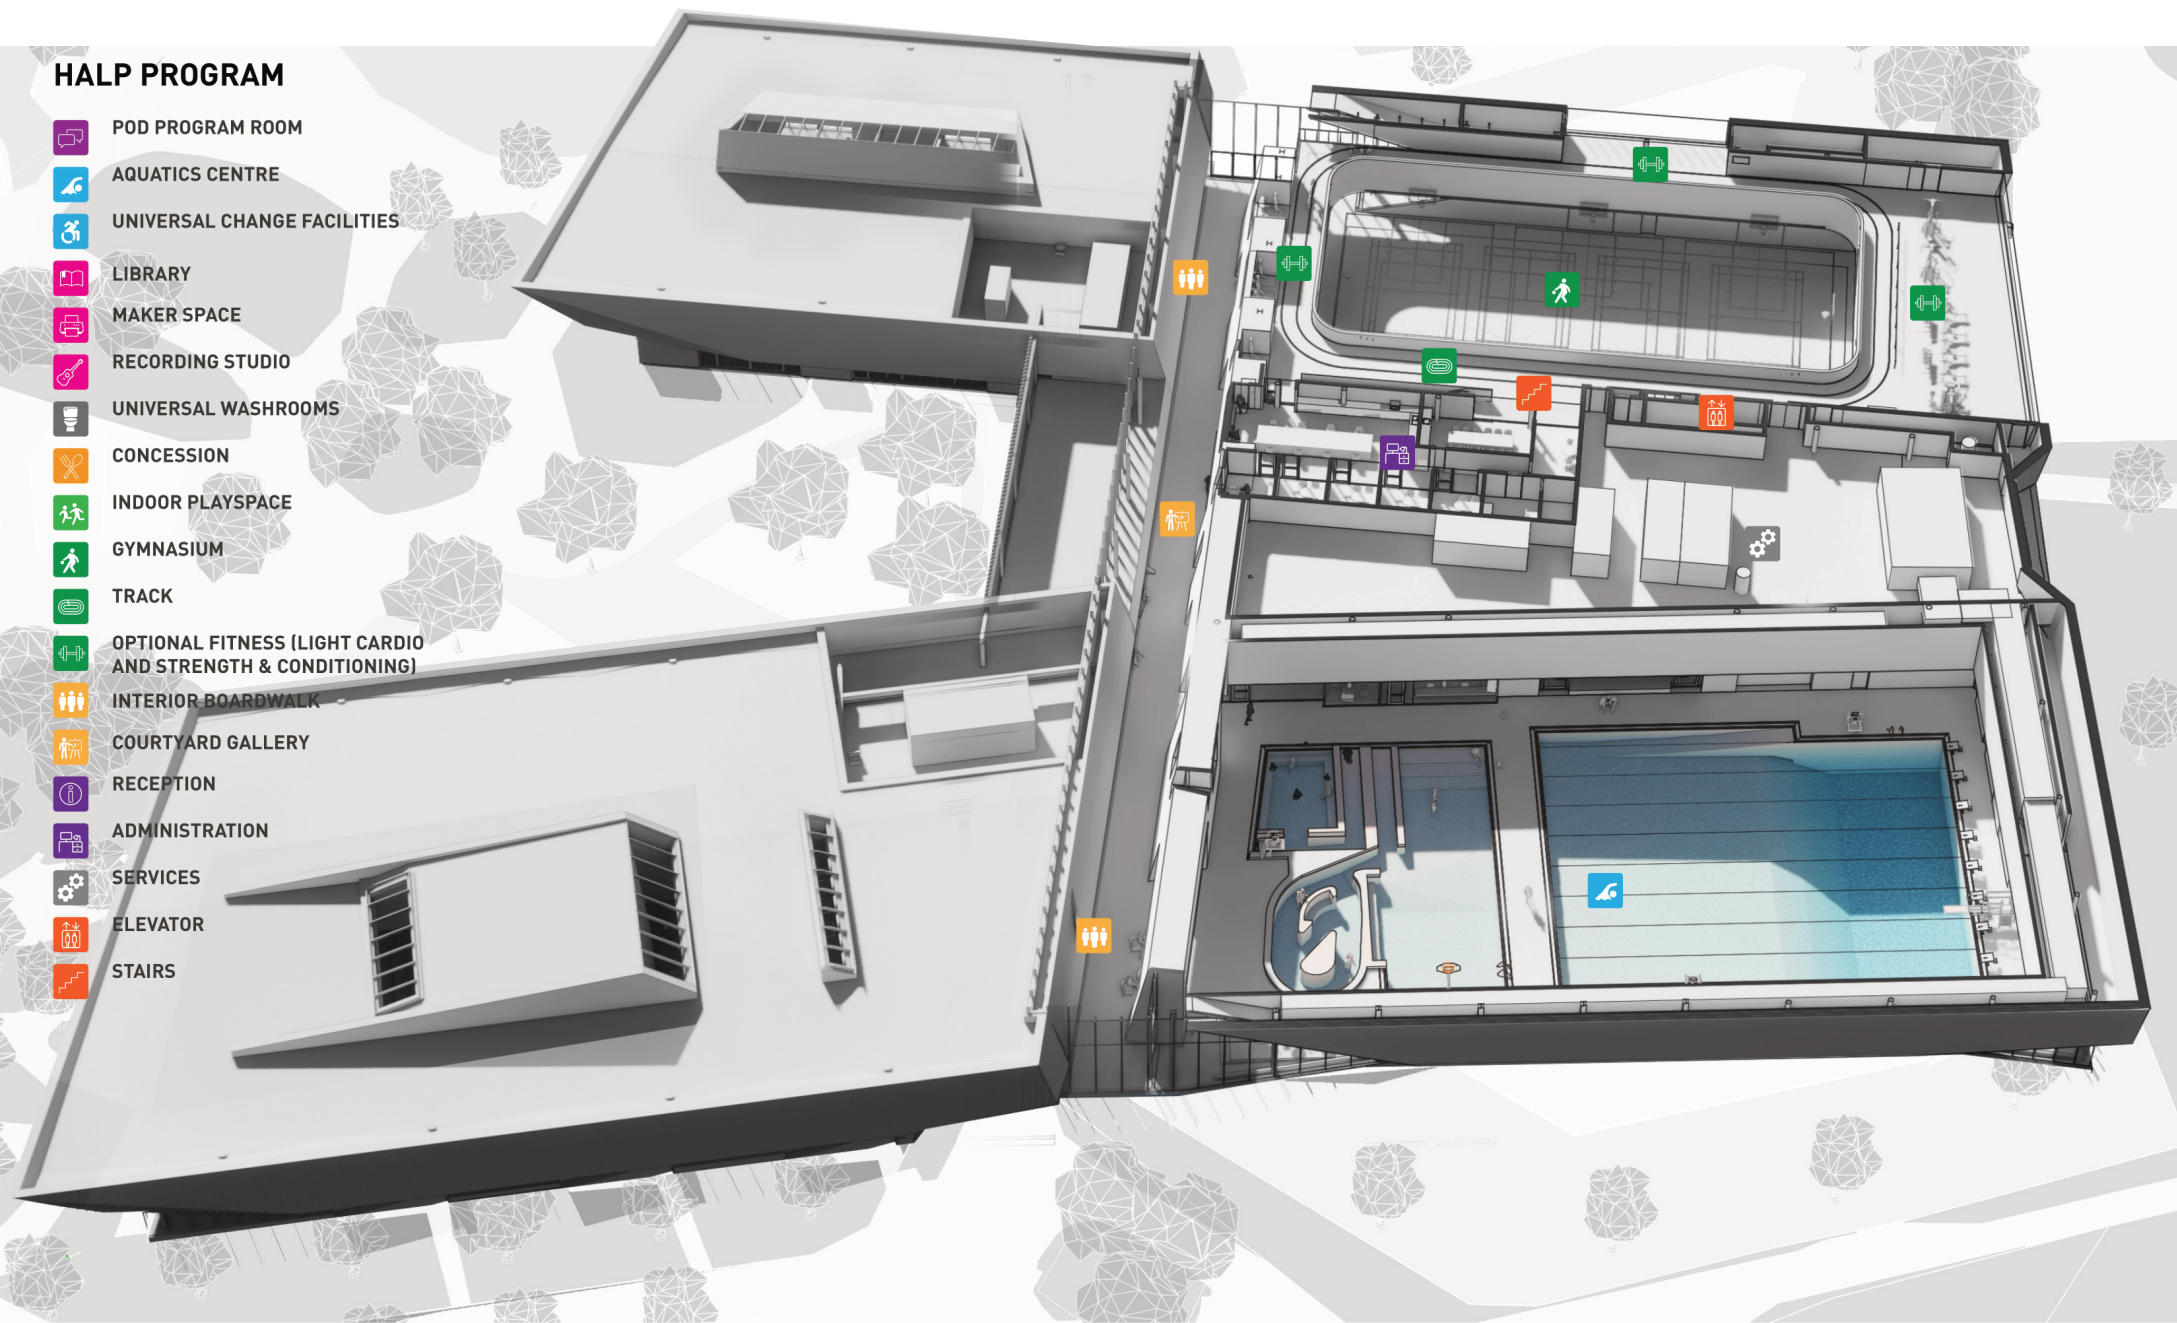 HALP PROGRAM
POD PROGRAM ROOM
AQUATICS CENTRE
UNIVERSAL CHANGE FACILITIES
LIBRARY
MAKER SPACE
RECORDING STUDIO
UNIVERSAL WASHROOMS
CONCESSION
INDOOR PLAYSPACE
GYMNASIUM
TRACK
OPTIONAL FITNESS (LIGHT CARDIO
AND STRENGTH & CONDITIONING)
INTERIOR BOARDWALK
COURTYARD GALLERY
RECEPTION
ADMINISTRATION
SERVICES
ELEVATOR
STAIRS